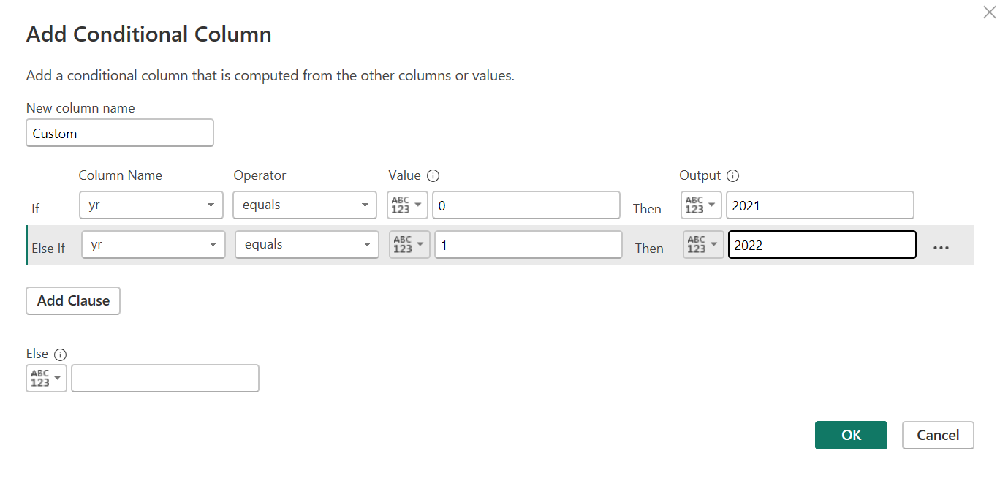 Add Conditional Column
Add a conditional column that is computed from the other columns or values.
New column name
Custom
Column Name Operator Value Output
If yr equals ABC 123 0 Then ABC 123 2021
Else If yr equals ABC 123 1 Then ABC 123 2022 ...
Add Clause
Else
ABC 123
OK Cancel